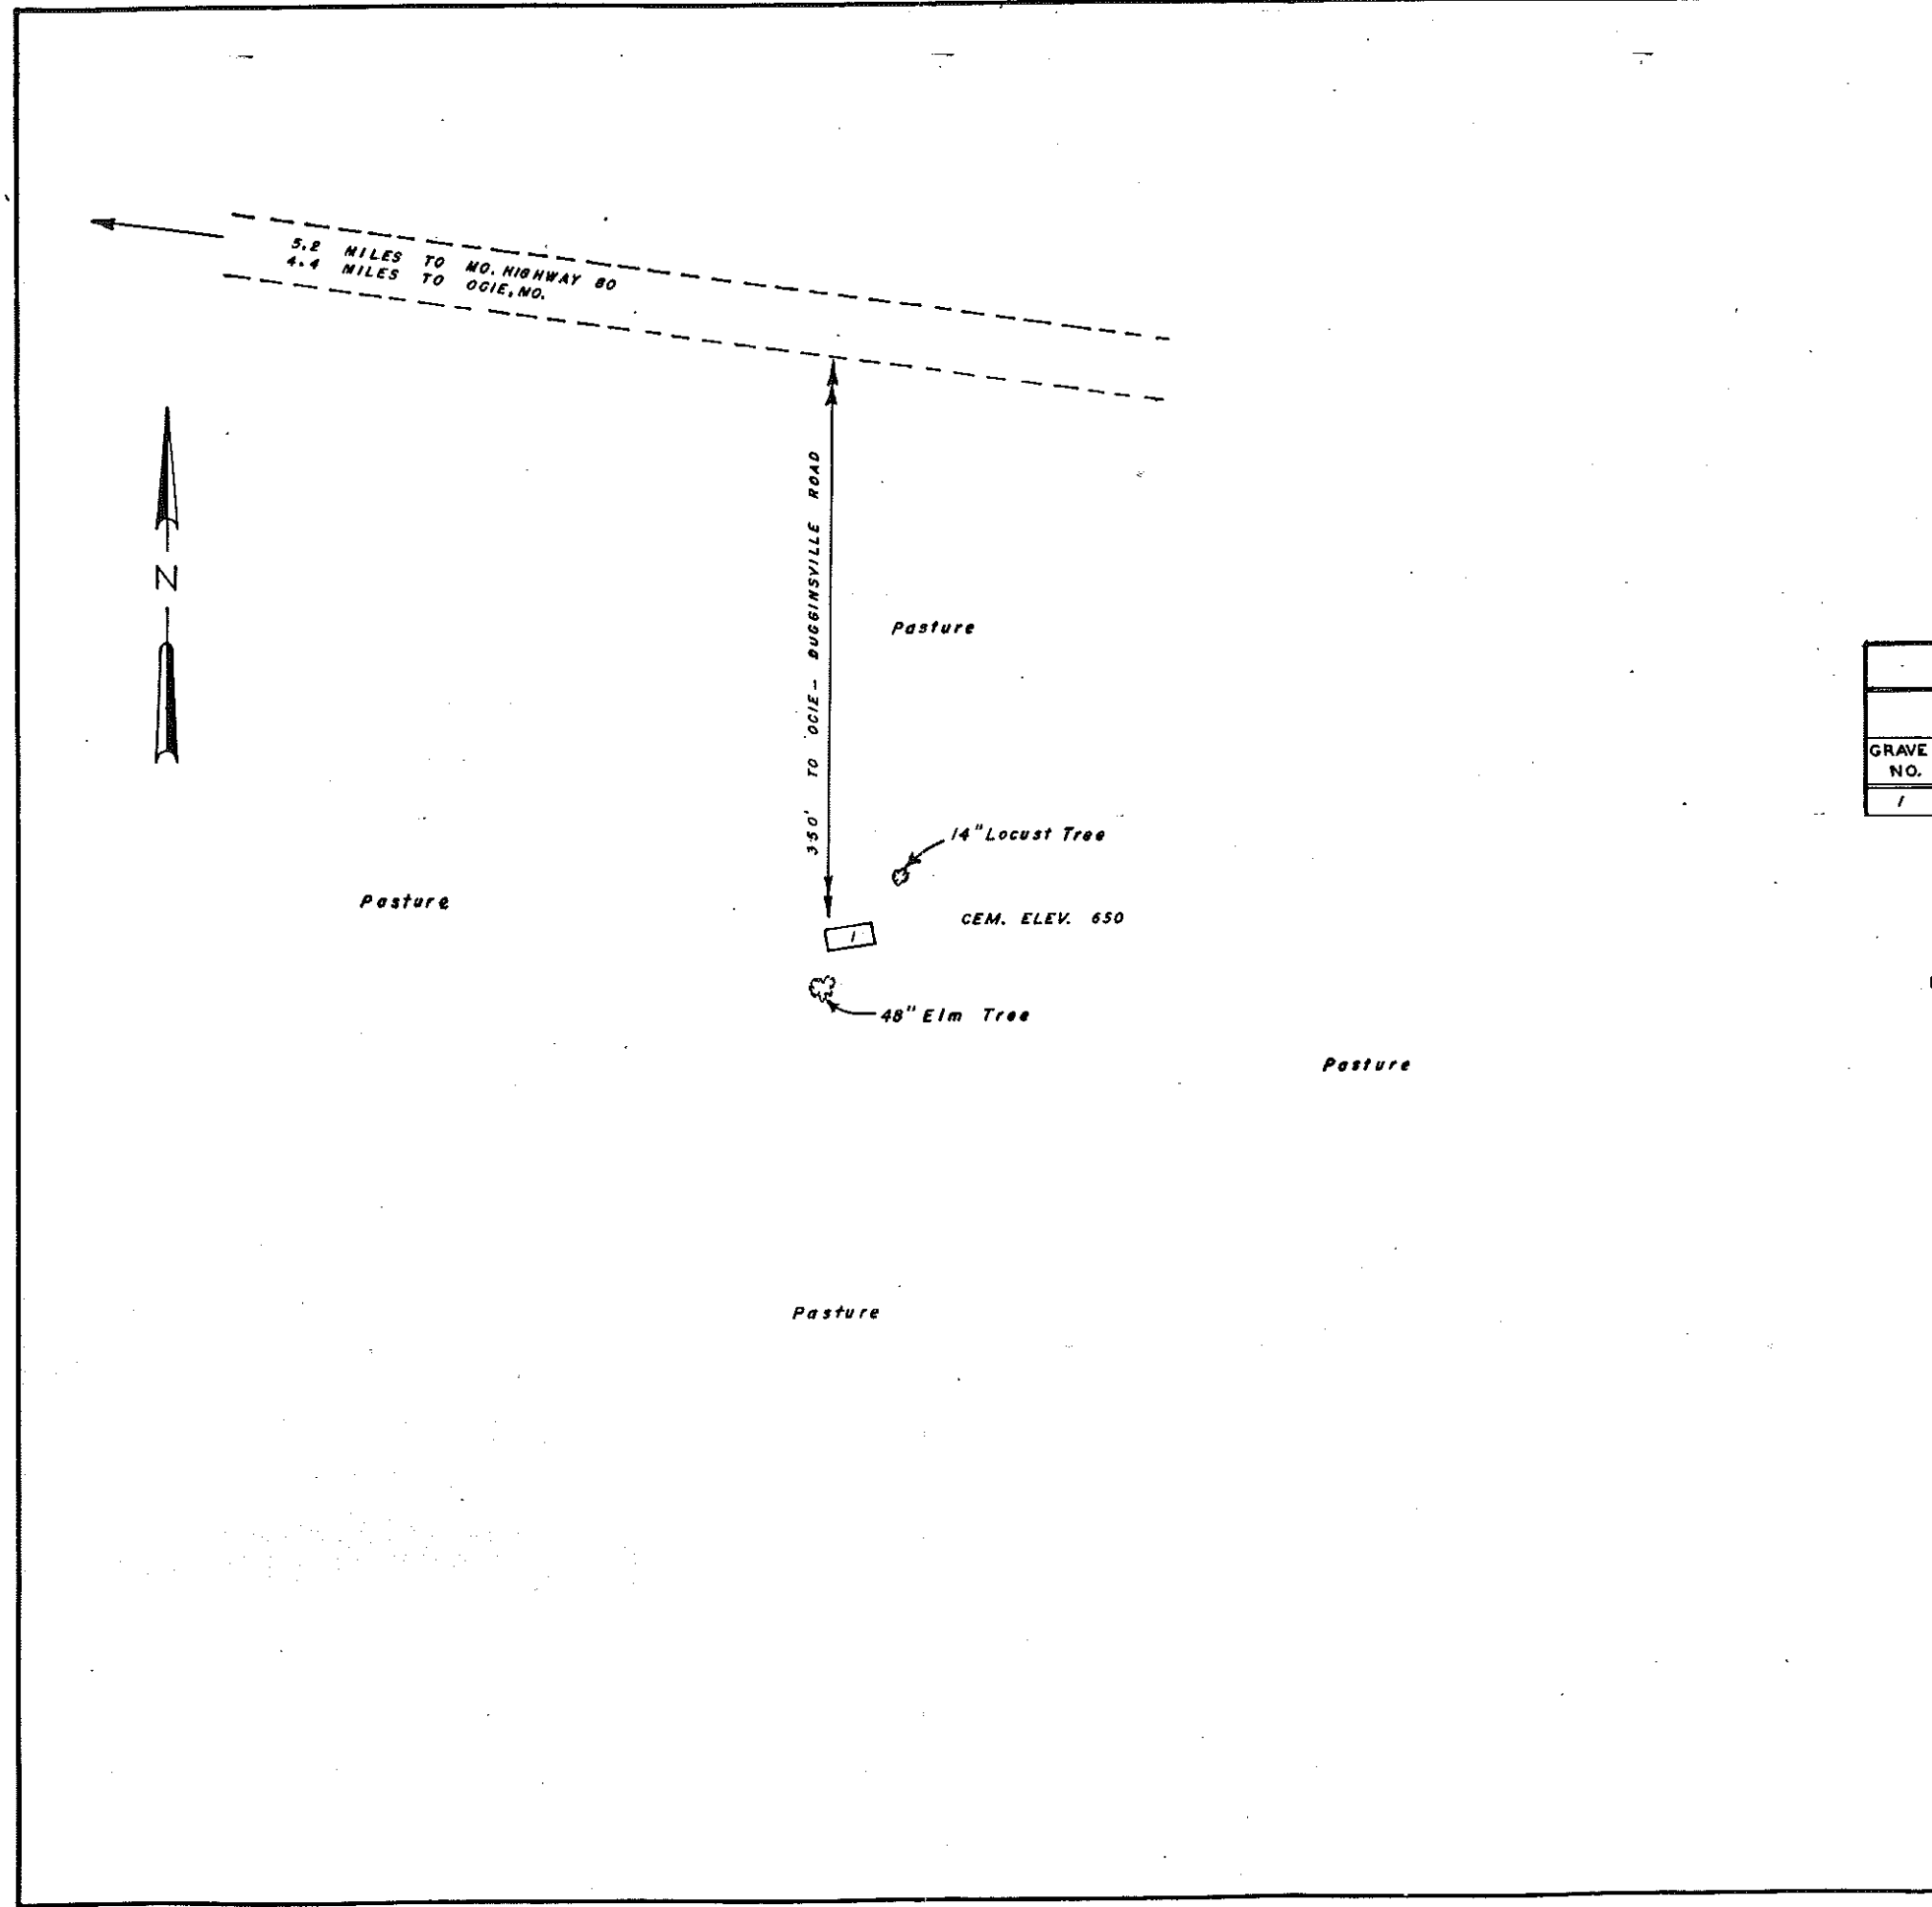 5.2 MILES TO MO. HIGHWAY 80
4.4 MILES TO OCIE, MO.
N
350' TO OCIE - DUGGINSVILLE ROAD
Pasture
GRAVE
NO.
1
14" Locust Tree
Pasture
CEM. ELEV. 650
1
48" Elm Tree
Pasture
Pasture